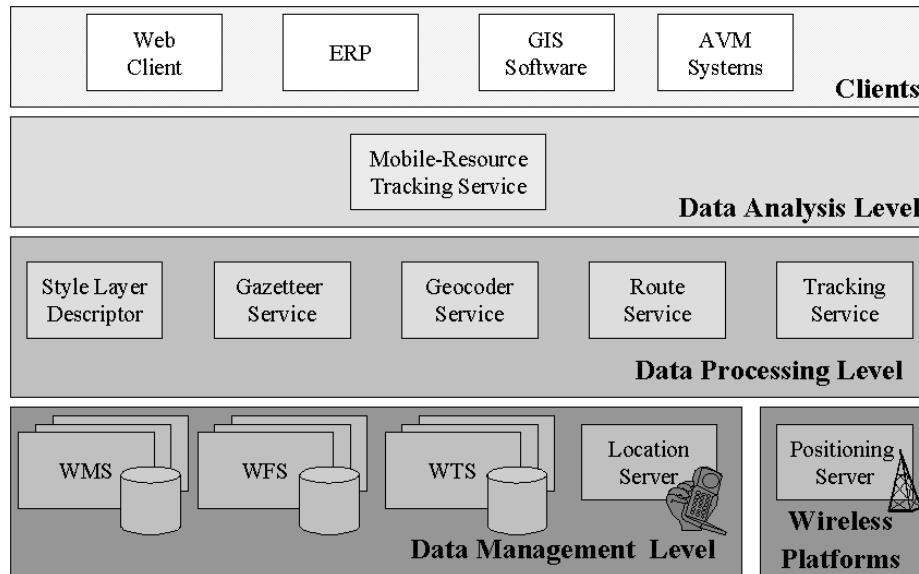 Web
Client
ERP
GIS
Software
AVM
Systems
Clients
Mobile-Resource
Tracking Service
Data Analysis Level
Style Layer
Descriptor
Gazetteer
Service
Geocoder
Service
Route
Service
Tracking
Service
Data Processing Level
WMS
WFS
WTS
Location
Server
Data Management Level
Positioning
Server
Wireless
Platforms